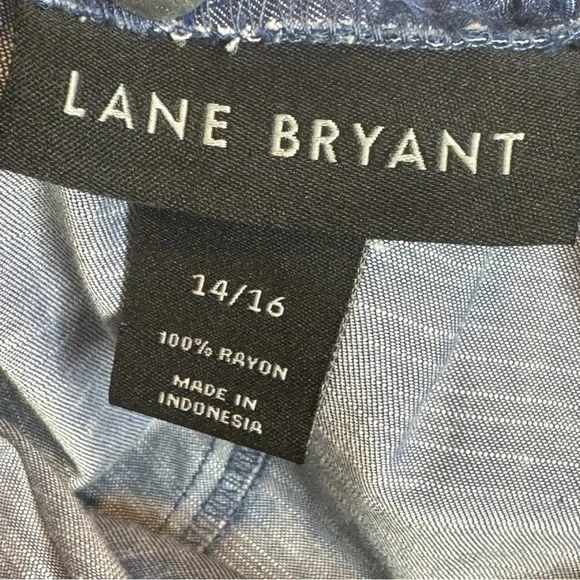 LANE BRYANT
14/16
100% RAYON
MADE IN
INDONESIA